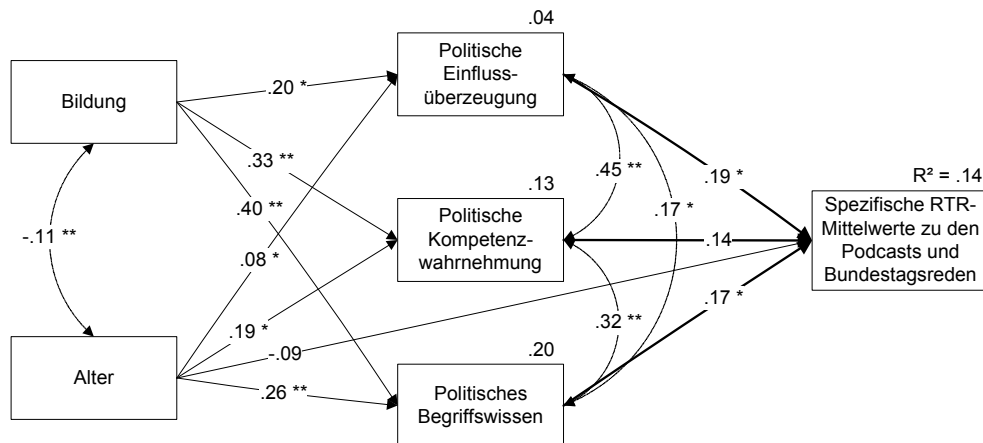 .04
Politische
Einfluss-
überzeugung
Bildung
.20 *
.33 **
.45 **
.19 *
.13
R² = .14
.40 **
.17 *
Politische
Kompetenz-
wahrnehmung
.14
Spezifische RTR-
Mittelwerte zu den
Podcasts und
Bundestagsreden
-.11 **
.08 *
.17 *
.19 *
.32 **
-.09
.20
Alter
.26 **
Politisches
Begriffswissen